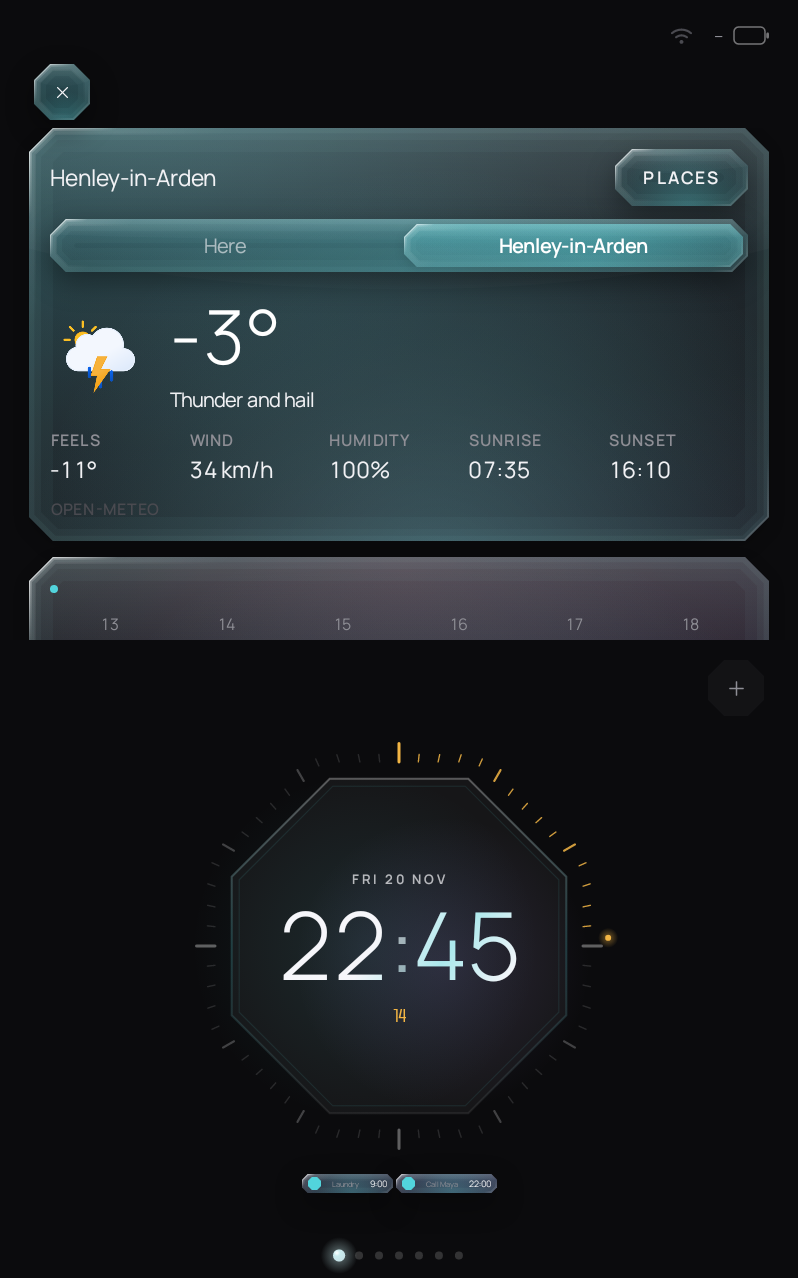 –
×
Henley-in-Arden
PLACES
Here
Henley-in-Arden
-3°
Thunder and hail
FEELS WIND HUMIDITY SUNRISE SUNSET
-11° 34 km/h 100% 07:35 16:10
OPEN-METEO
13 14 15 16 17 18
+
FRI 20 NOV
22:45
14
Laundry 9:00 Call Maya 22:00